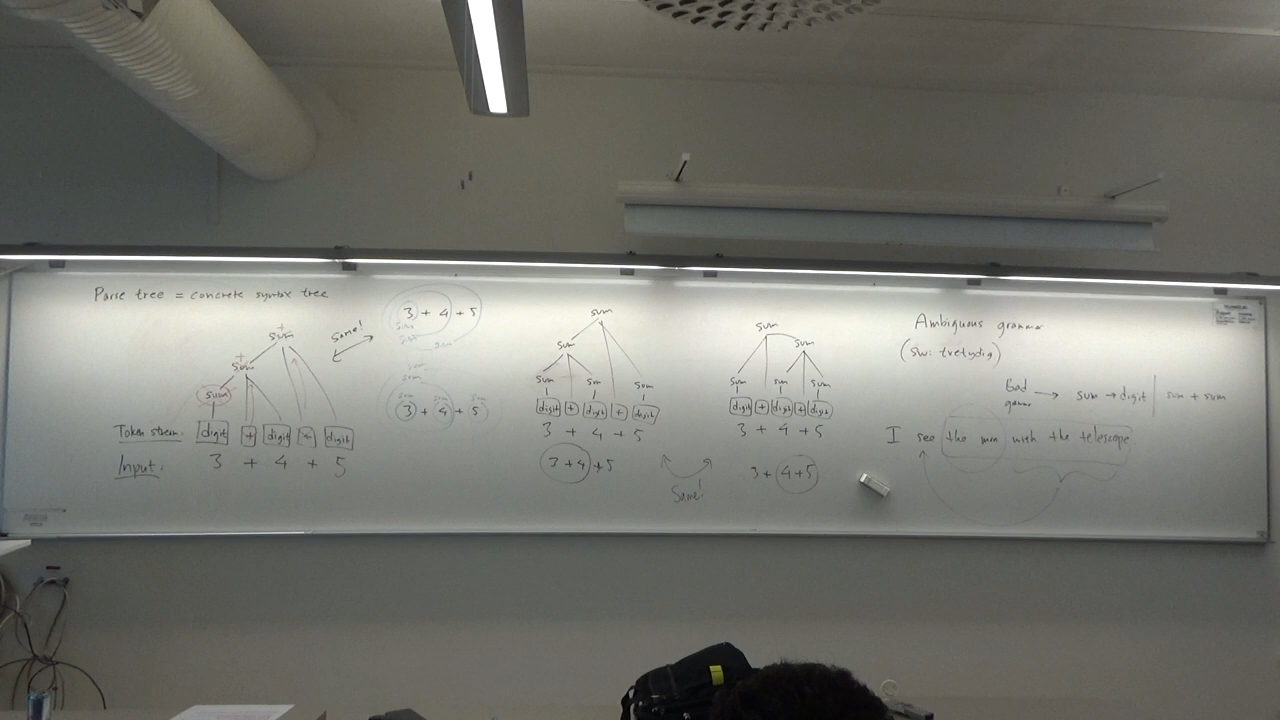 Parse tree = concrete syntax tree
sum
sum
sum
Token stream: digit + digit + digit
Input: 3 + 4 + 5
Same!
3 + 4 + 5
sum
sum
3 + 4 + 5
sum
sum
sum sum sum
digit + digit + digit
3 + 4 + 5
3 + 4 + 5
Same!
sum
sum
sum sum sum
digit + digit + digit
3 + 4 + 5
3 + 4 + 5
Ambiguous grammar
(sw: tvetydig)
sum → digit | sum + sum
I see the man with the telescope